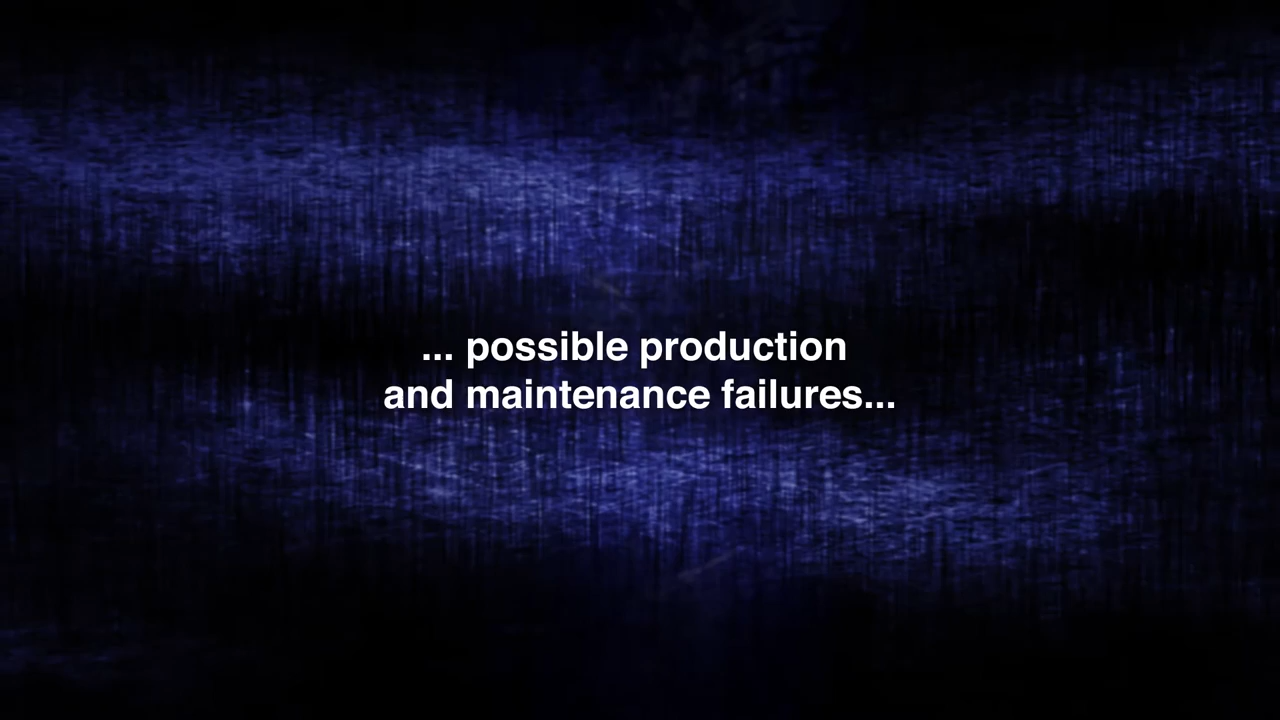 ... possible production
and maintenance failures...